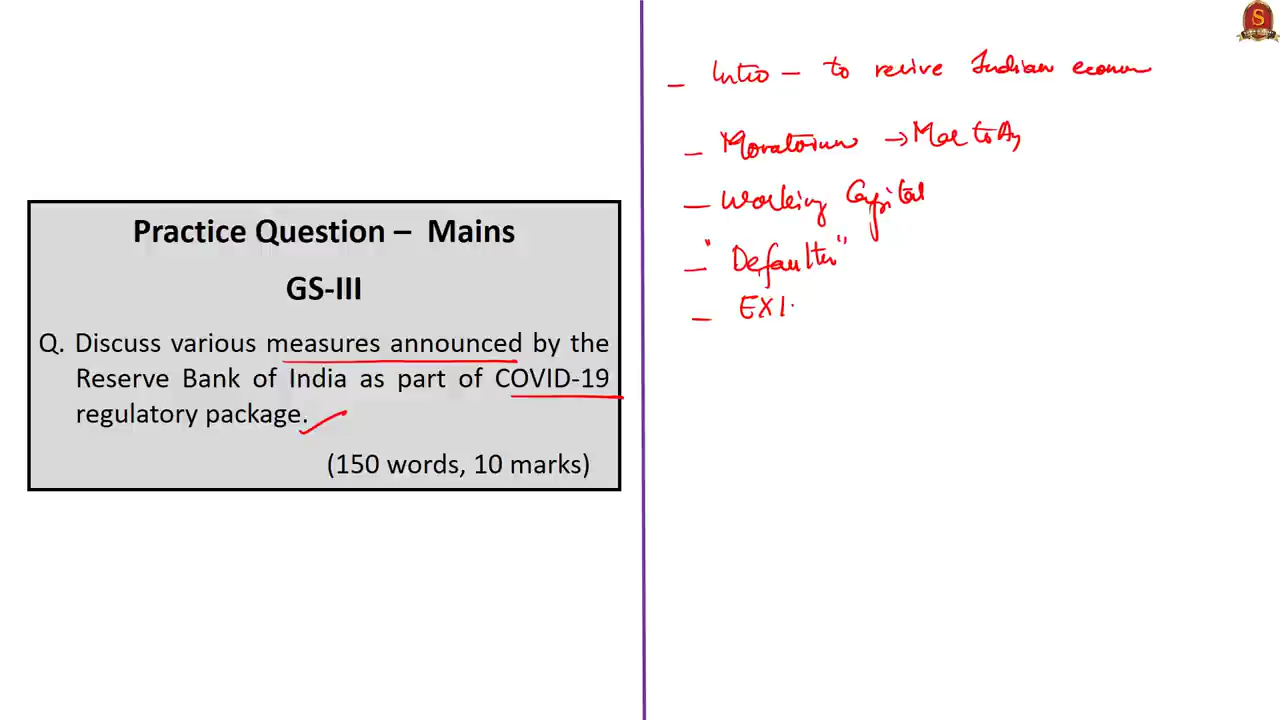 Practice Question – Mains
GS-III
Q. Discuss various measures announced by the
Reserve Bank of India as part of COVID-19
regulatory package.
(150 words, 10 marks)
– Intro – to revive Indian econom
– Moratorium → Mar to Aug
– Working Capital
– "Defaulter"
– EXI
S